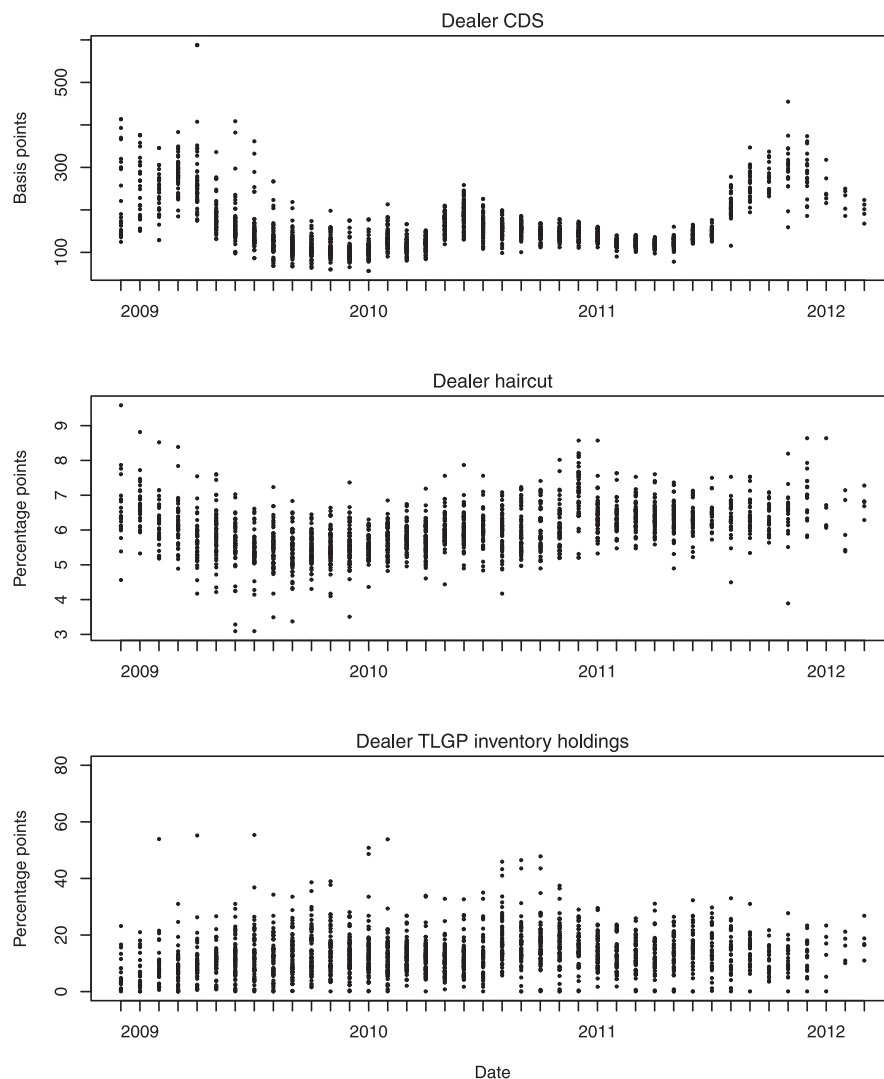 Dealer CDS
Basis points
500
300
100
2009 2010 2011 2012
Dealer haircut
Percentage points
9
8
7
6
5
4
3
2009 2010 2011 2012
Dealer TLGP inventory holdings
Percentage points
80
60
40
20
0
2009 2010 2011 2012
Date